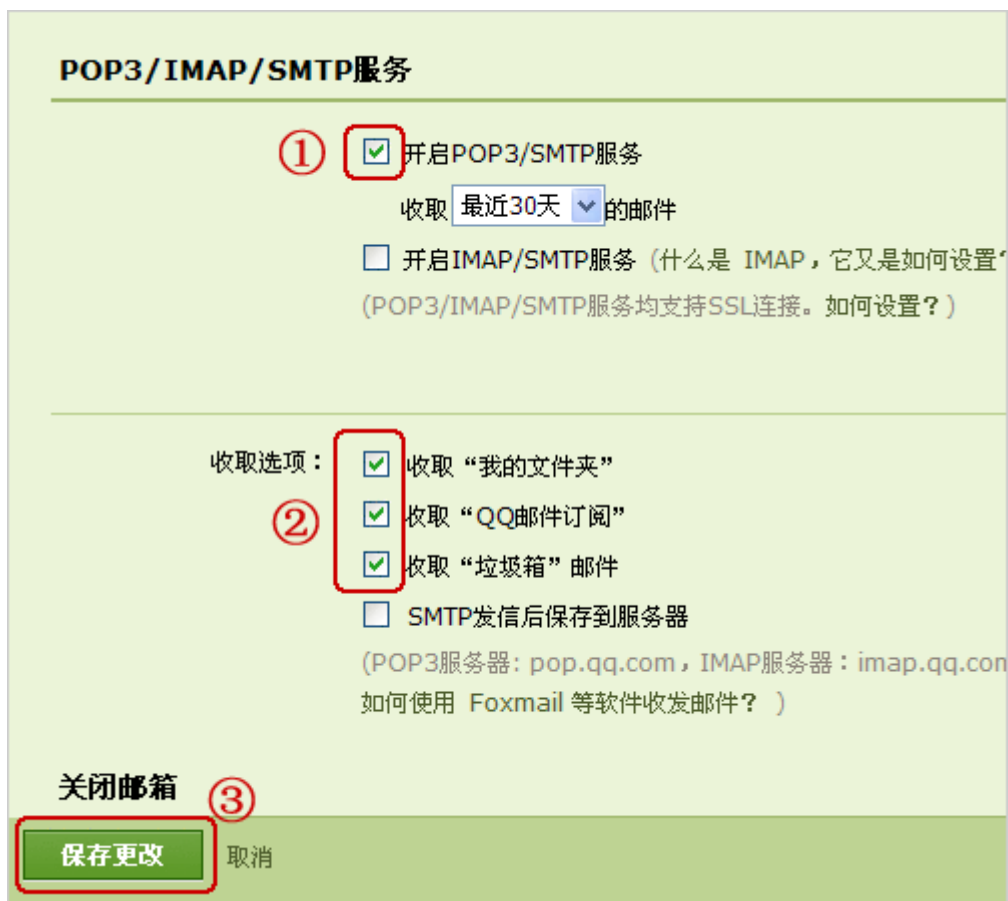 POP3/IMAP/SMTP服务
① 开启POP3/SMTP服务
收取 最近30天 的邮件
开启IMAP/SMTP服务 (什么是 IMAP，它又是如何设置?
(POP3/IMAP/SMTP服务均支持SSL连接。如何设置？)
收取选项： 收取“我的文件夹”
② 收取“QQ邮件订阅”
收取“垃圾箱”邮件
SMTP发信后保存到服务器
(POP3服务器: pop.qq.com，IMAP服务器：imap.qq.com
如何使用 Foxmail 等软件收发邮件？ )
关闭邮箱 ③
保存更改 取消